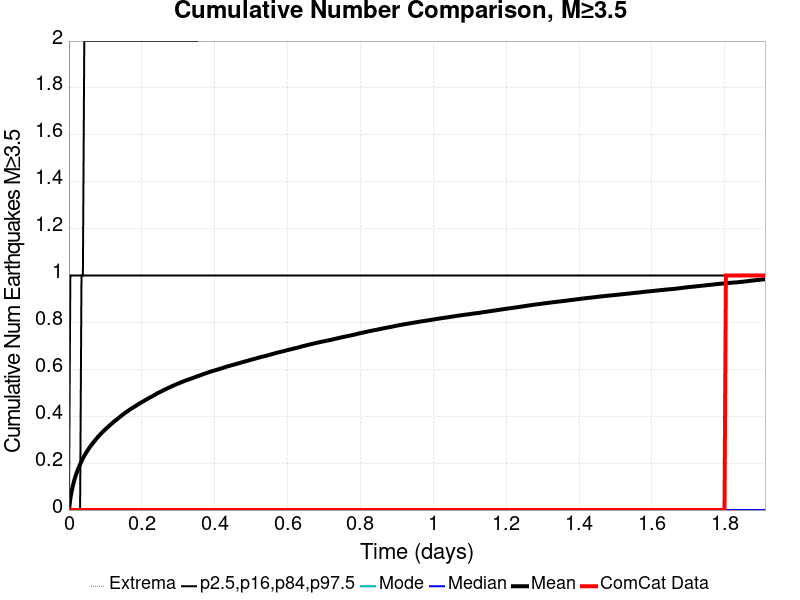 Cumulative Number Comparison, M≥3.5
Cumulative Num Earthquakes M≥3.5
2
1.8
1.6
1.4
1.2
1
0.8
0.6
0.4
0.2
0
0 0.2 0.4 0.6 0.8 1 1.2 1.4 1.6 1.8
Time (days)
Extrema p2.5,p16,p84,p97.5 Mode Median Mean ComCat Data